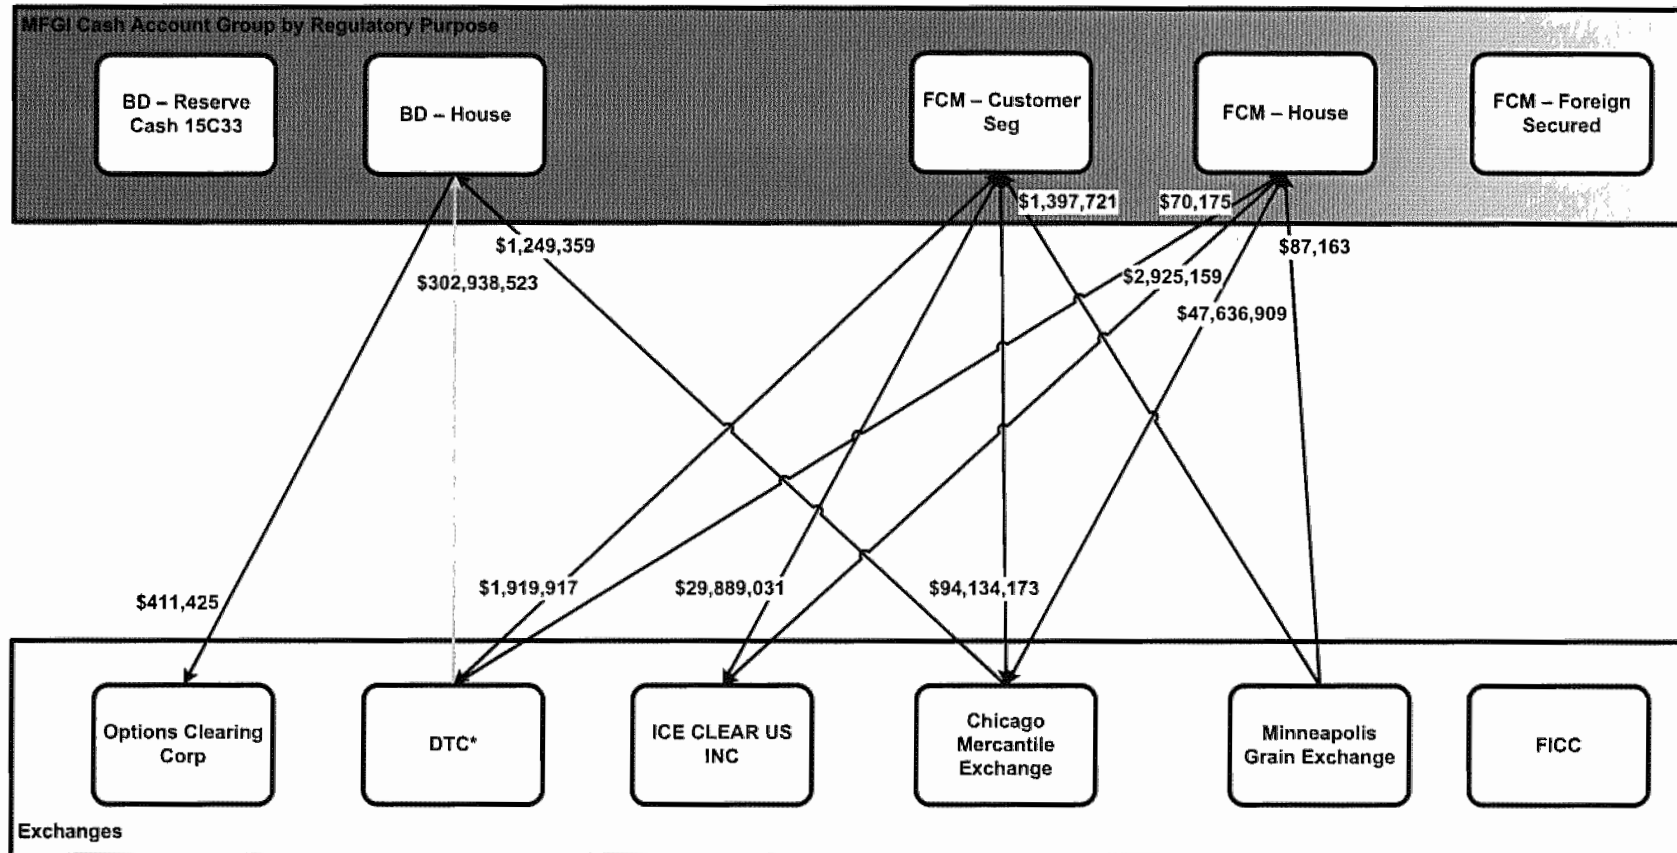 MFGI Cash Account Group by Regulatory Purpose
BD – Reserve
Cash 15C33
BD – House
FCM – Customer
Seg
FCM – House
FCM – Foreign
Secured
$1,397,721
$70,175
$1,249,359
$87,163
$302,938,523
$2,925,159
$47,636,909
$411,425
$1,919,917
$29,889,031
$94,134,173
Options Clearing
Corp
DTC*
ICE CLEAR US
INC
Chicago
Mercantile
Exchange
Minneapolis
Grain Exchange
FICC
Exchanges